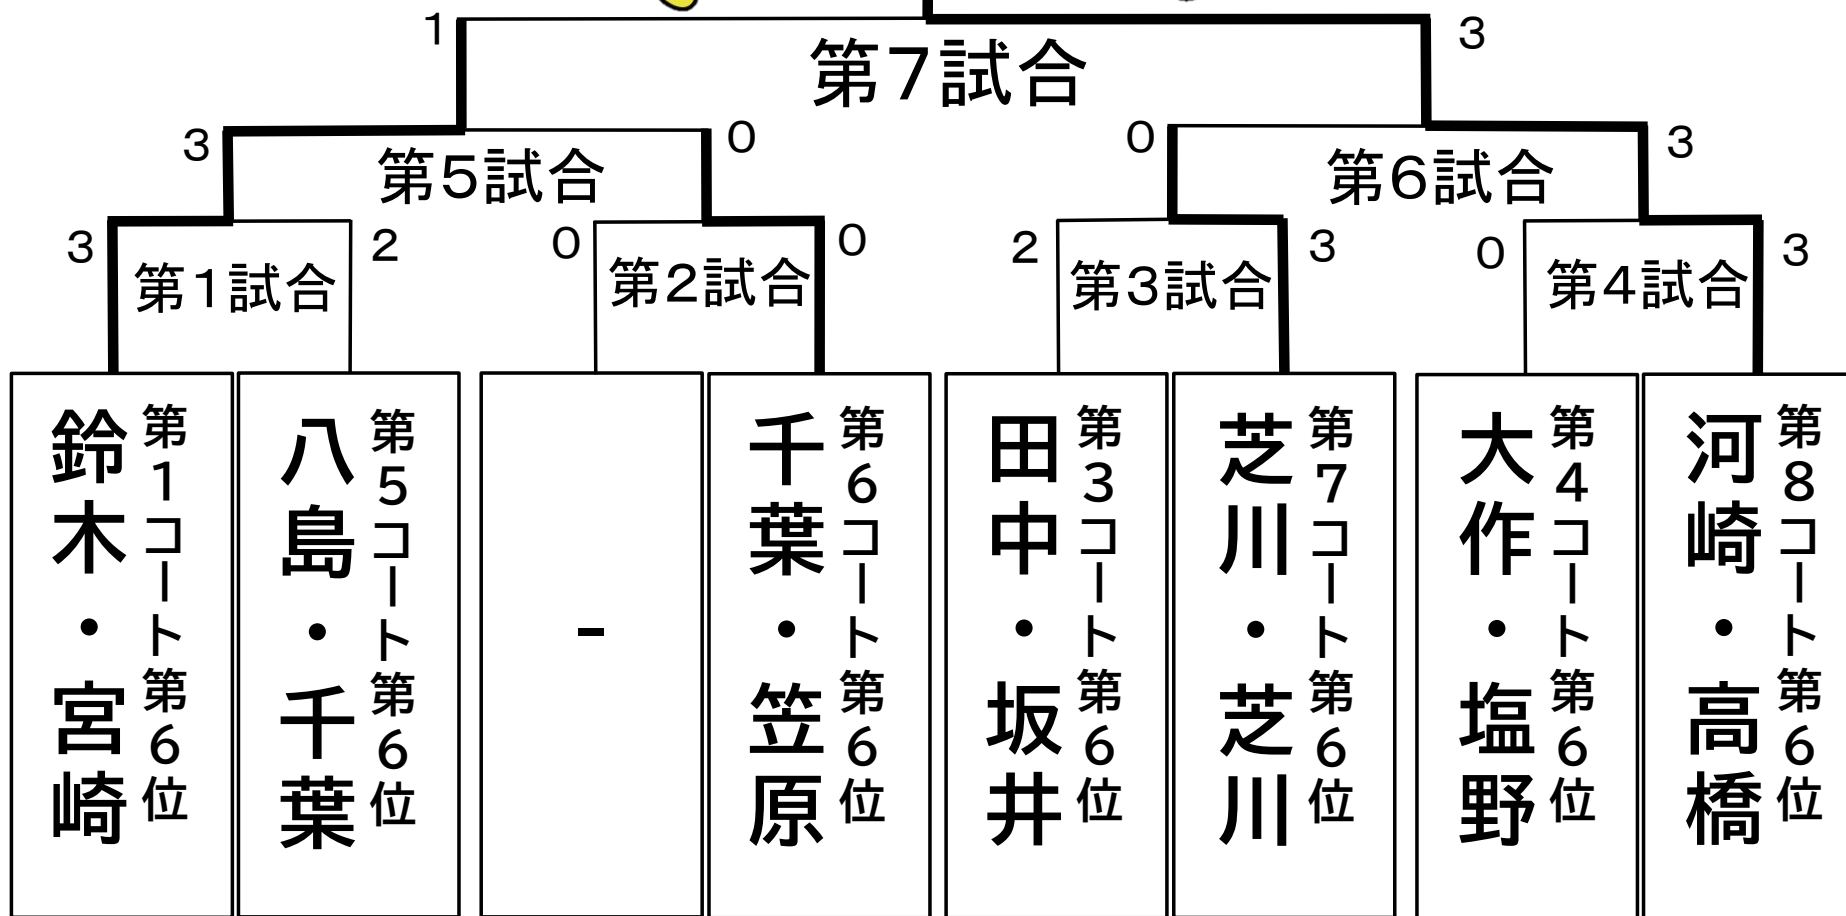 1
3
第7試合
3
0
0
3
第5試合
第6試合
3
2
0
0
2
3
0
3
第1試合
第2試合
第3試合
第4試合
鈴木・宮崎
第1コート第6位
八島・千葉
第5コート第6位
-
千葉・笠原
第6コート第6位
田中・坂井
第3コート第6位
芝川・芝川
第7コート第6位
大作・塩野
第4コート第6位
河崎・高橋
第8コート第6位